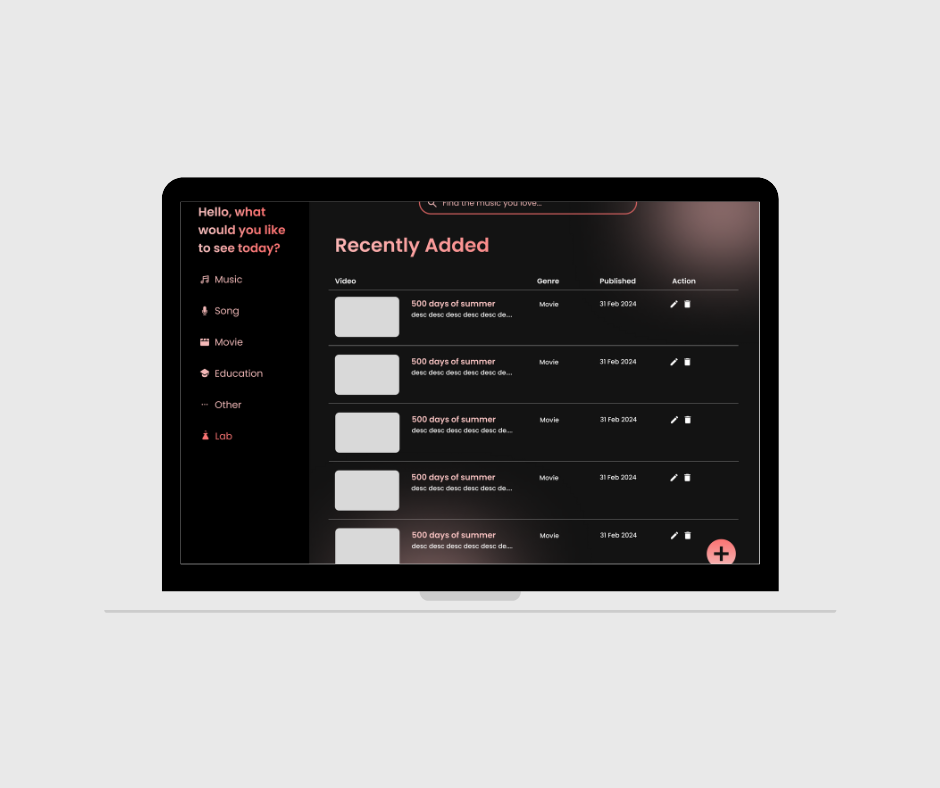 Hello, what
would you like
to see today?
Music
Song
Movie
Education
Other
Lab
Find the music you love...
Recently Added
Video Genre Published Action
500 days of summer Movie 31 Feb 2024
desc desc desc desc desc de...
500 days of summer Movie 31 Feb 2024
desc desc desc desc desc de...
500 days of summer Movie 31 Feb 2024
desc desc desc desc desc de...
500 days of summer Movie 31 Feb 2024
desc desc desc desc desc de...
500 days of summer Movie 31 Feb 2024
desc desc desc desc desc de...